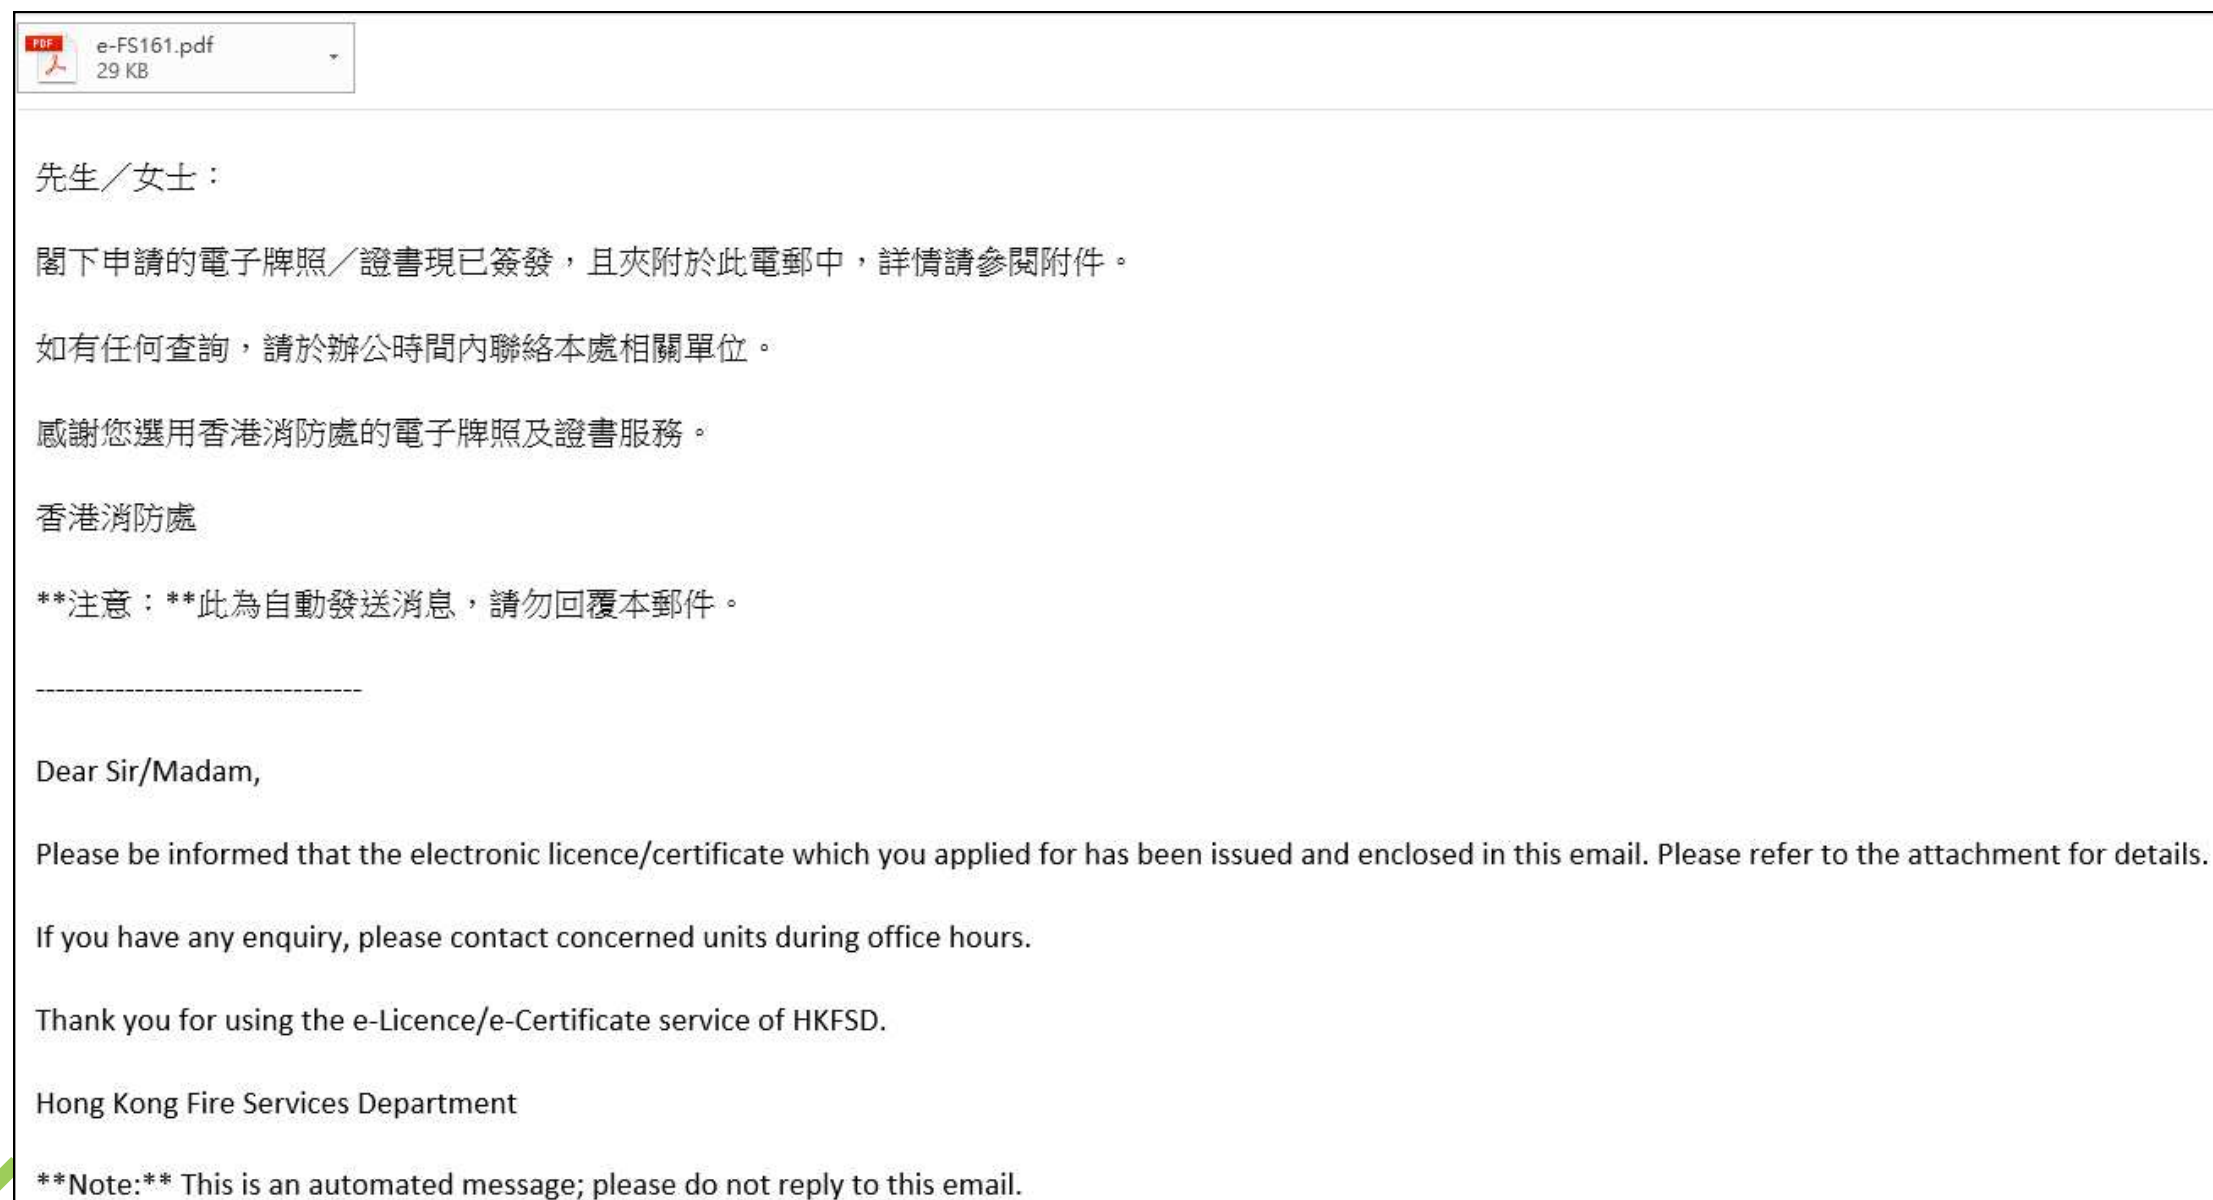 PDF
e-FS161.pdf
29 KB
先生／女士：
閣下申請的電子牌照／證書現已簽發，且夾附於此電郵中，詳情請參閱附件。
如有任何查詢，請於辦公時間內聯絡本處相關單位。
感謝您選用香港消防處的電子牌照及證書服務。
香港消防處
**注意：**此為自動發送消息，請勿回覆本郵件。
---------------------------------
Dear Sir/Madam,
Please be informed that the electronic licence/certificate which you applied for has been issued and enclosed in this email. Please refer to the attachment for details.
If you have any enquiry, please contact concerned units during office hours.
Thank you for using the e-Licence/e-Certificate service of HKFSD.
Hong Kong Fire Services Department
**Note:** This is an automated message; please do not reply to this email.